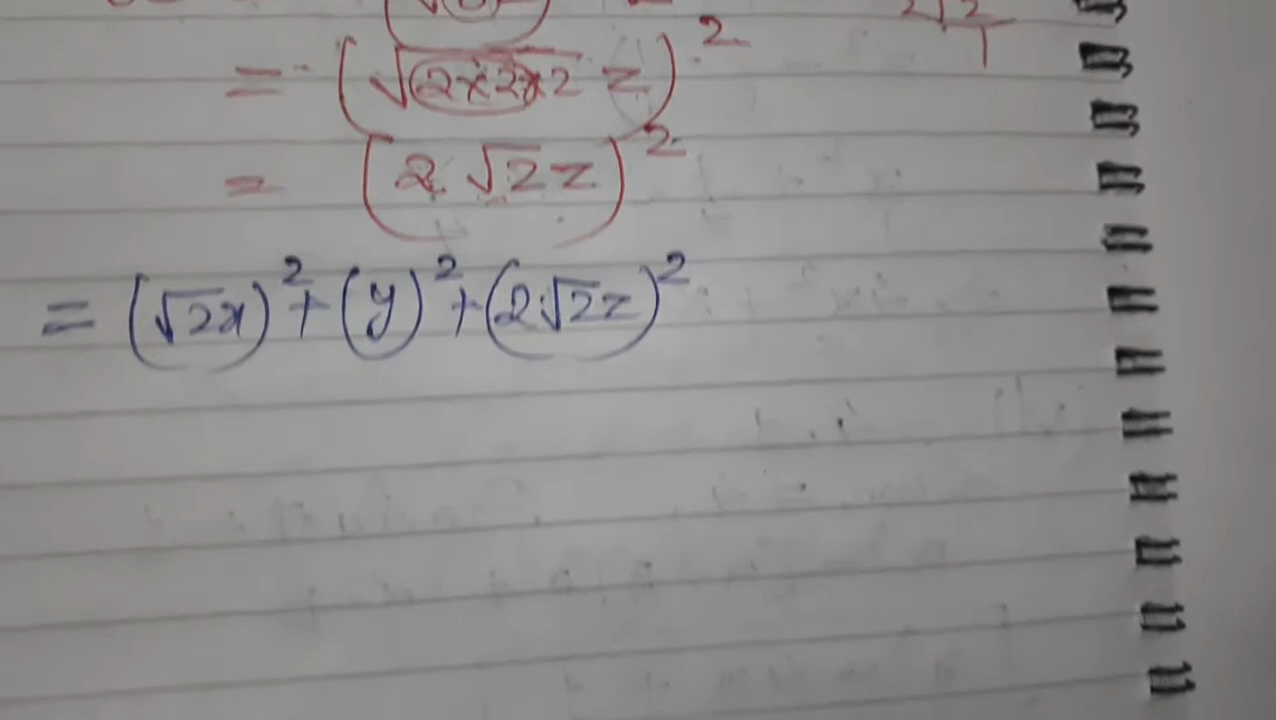 = (√2×2×2 z)²
= (2√2z)²
= (√2x)² + (y)² + (2√2z)²